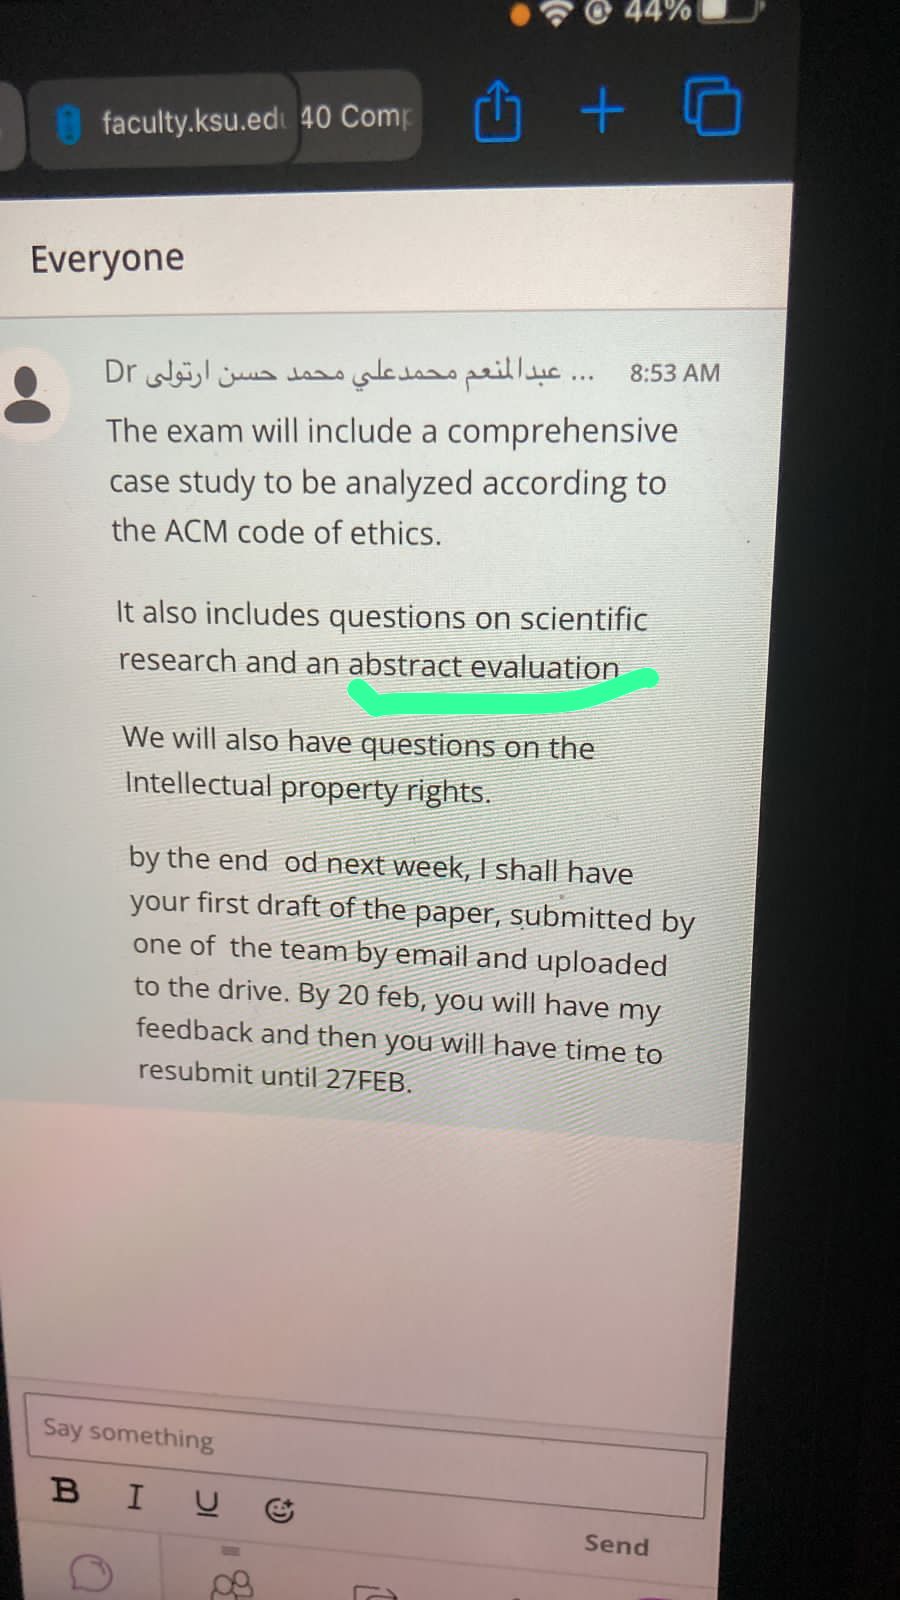 44%
faculty.ksu.edu 40 Comp
Everyone
Dr عبدالمنعم محمدعلي محمد حسن ارتولى ... 8:53 AM
The exam will include a comprehensive
case study to be analyzed according to
the ACM code of ethics.
It also includes questions on scientific
research and an abstract evaluation
We will also have questions on the
Intellectual property rights.
by the end od next week, I shall have
your first draft of the paper, submitted by
one of the team by email and uploaded
to the drive. By 20 feb, you will have my
feedback and then you will have time to
resubmit until 27FEB.
Say something
B I U
Send